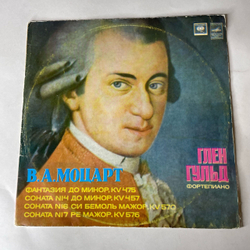 ГЛЕН
ГУЛЬД
ФОРТЕПИАНО
В.А.МОЦАРТ
ФАНТАЗИЯ ДО МИНОР, KV 475
СОНАТА №14 ДО МИНОР, KV 457
СОНАТА №16 СИ БЕМОЛЬ МАЖОР, KV 570
СОНАТА №17 РЕ МАЖОР, KV 576